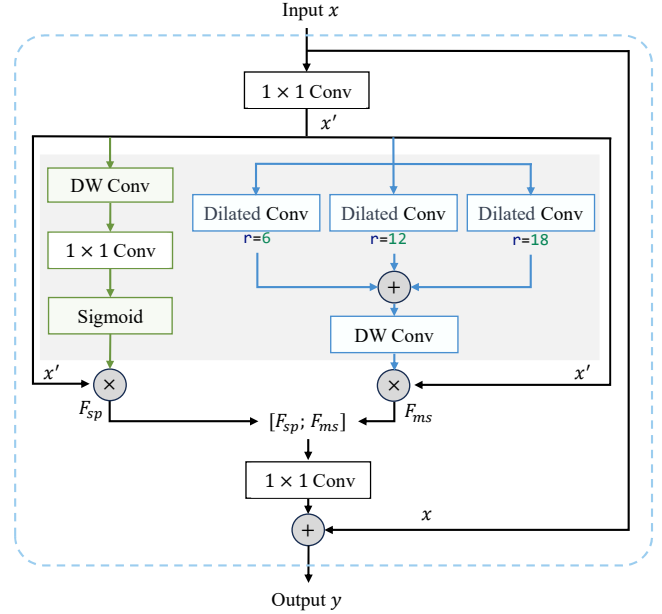 Input x
1 × 1 Conv
x′
DW Conv
Dilated Conv
Dilated Conv
Dilated Conv
r=6
r=12
r=18
1 × 1 Conv
+
Sigmoid
DW Conv
x′
×
×
x′
F_sp
F_ms
[F_sp; F_ms]
1 × 1 Conv
x
+
Output y